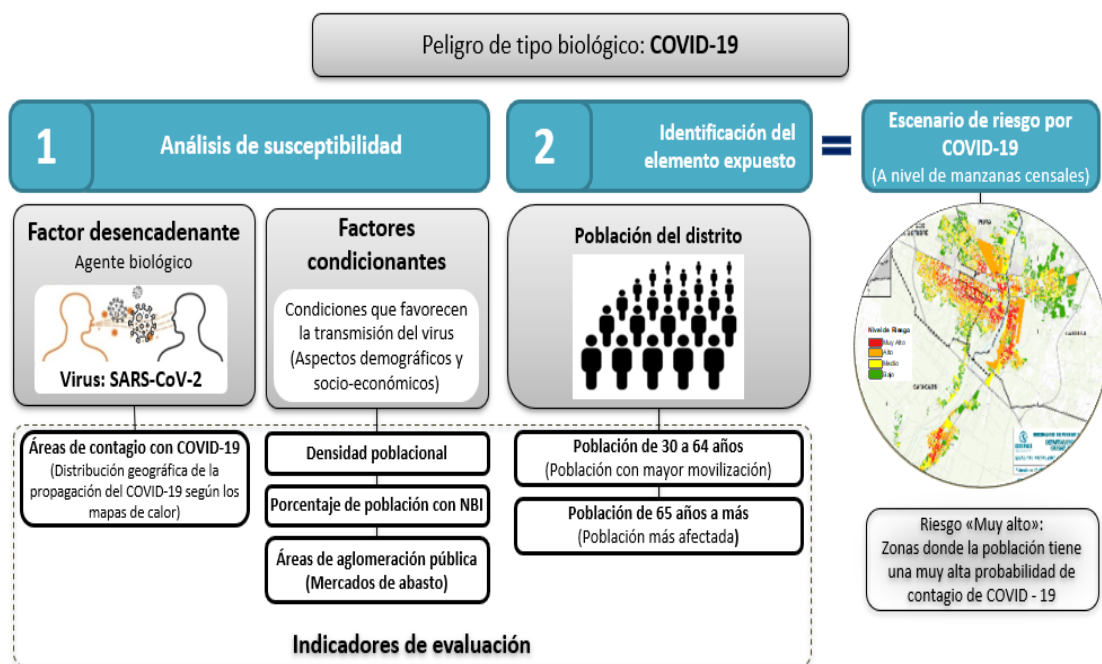 Peligro de tipo biológico: COVID-19
1
Análisis de susceptibilidad
2
Identificación del
elemento expuesto
=
Escenario de riesgo por
COVID-19
(A nivel de manzanas censales)
Factor desencadenante
Agente biológico
Virus: SARS-CoV-2
Factores
condicionantes
Condiciones que favorecen
la transmisión del virus
(Aspectos demográficos y
socio-económicos)
Población del distrito
Nivel de Riesgo
Muy Alto
Alto
Medio
Bajo
Áreas de contagio con COVID-19
(Distribución geográfica de la
propagación del COVID-19 según los
mapas de calor)
Densidad poblacional
Porcentaje de población con NBI
Áreas de aglomeración pública
(Mercados de abasto)
Población de 30 a 64 años
(Población con mayor movilización)
Población de 65 años a más
(Población más afectada)
Riesgo «Muy alto»:
Zonas donde la población tiene
una muy alta probabilidad de
contagio de COVID - 19
Indicadores de evaluación